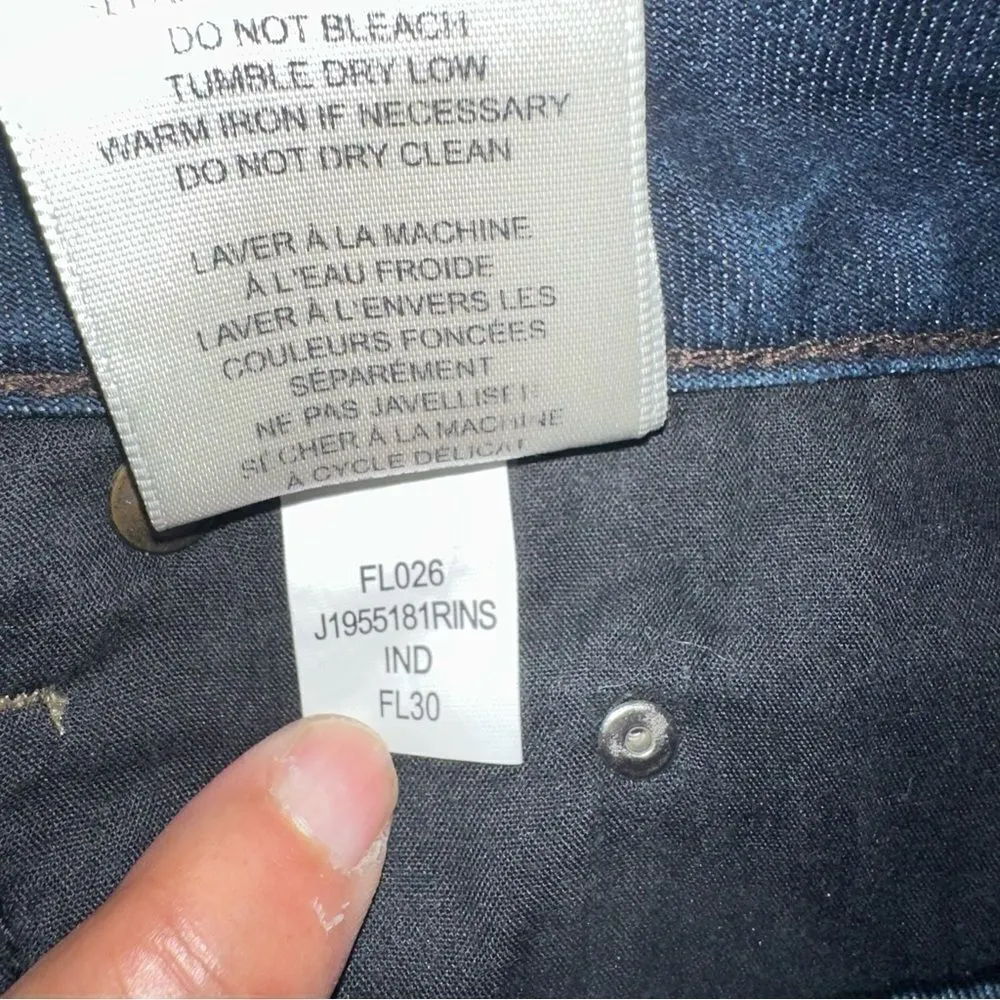 DO NOT BLEACH
TUMBLE DRY LOW
WARM IRON IF NECESSARY
DO NOT DRY CLEAN
LAVER À LA MACHINE
À L'EAU FROIDE
LAVER À L'ENVERS LES
COULEURS FONCÉES
SÉPARÉMENT
NE PAS JAVELLISER
SÉCHER À LA MACHINE
À CYCLE DÉLICAT
FL026
J1955181RINS
IND
FL30